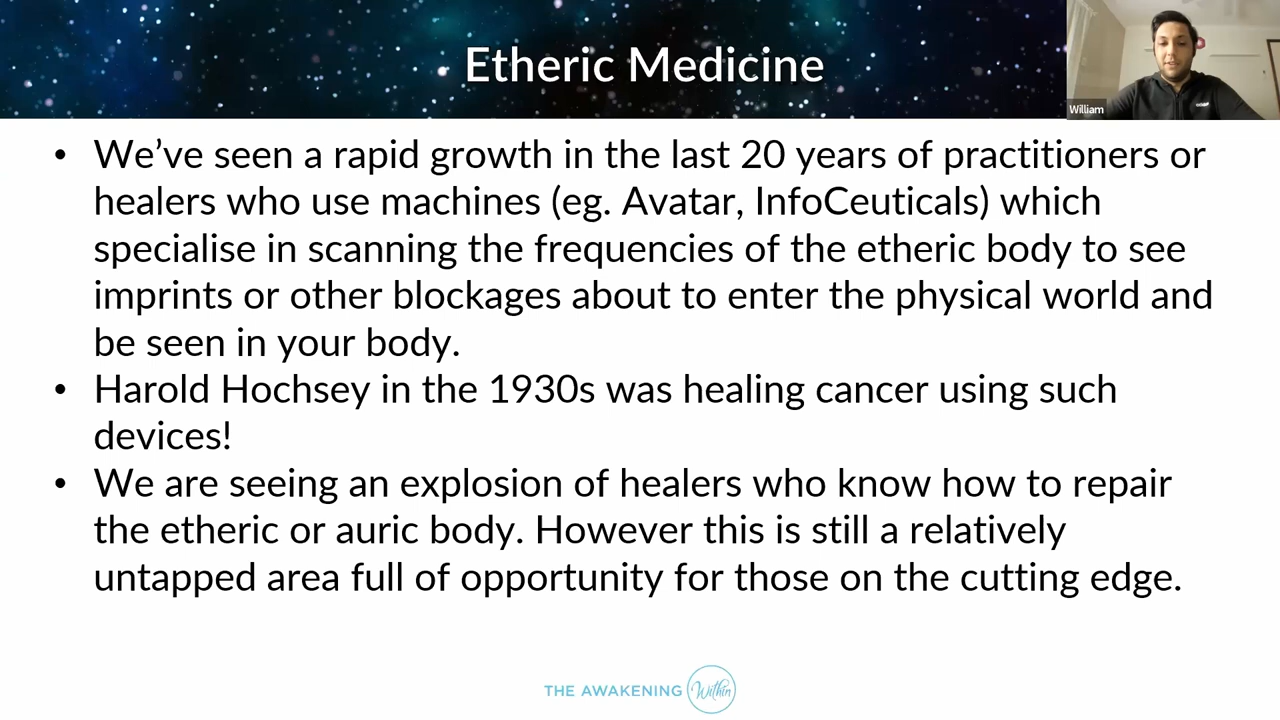 Etheric Medicine
William
• We’ve seen a rapid growth in the last 20 years of practitioners or
healers who use machines (eg. Avatar, InfoCeuticals) which
specialise in scanning the frequencies of the etheric body to see
imprints or other blockages about to enter the physical world and
be seen in your body.
• Harold Hochsey in the 1930s was healing cancer using such
devices!
• We are seeing an explosion of healers who know how to repair
the etheric or auric body. However this is still a relatively
untapped area full of opportunity for those on the cutting edge.
THE AWAKENING Within